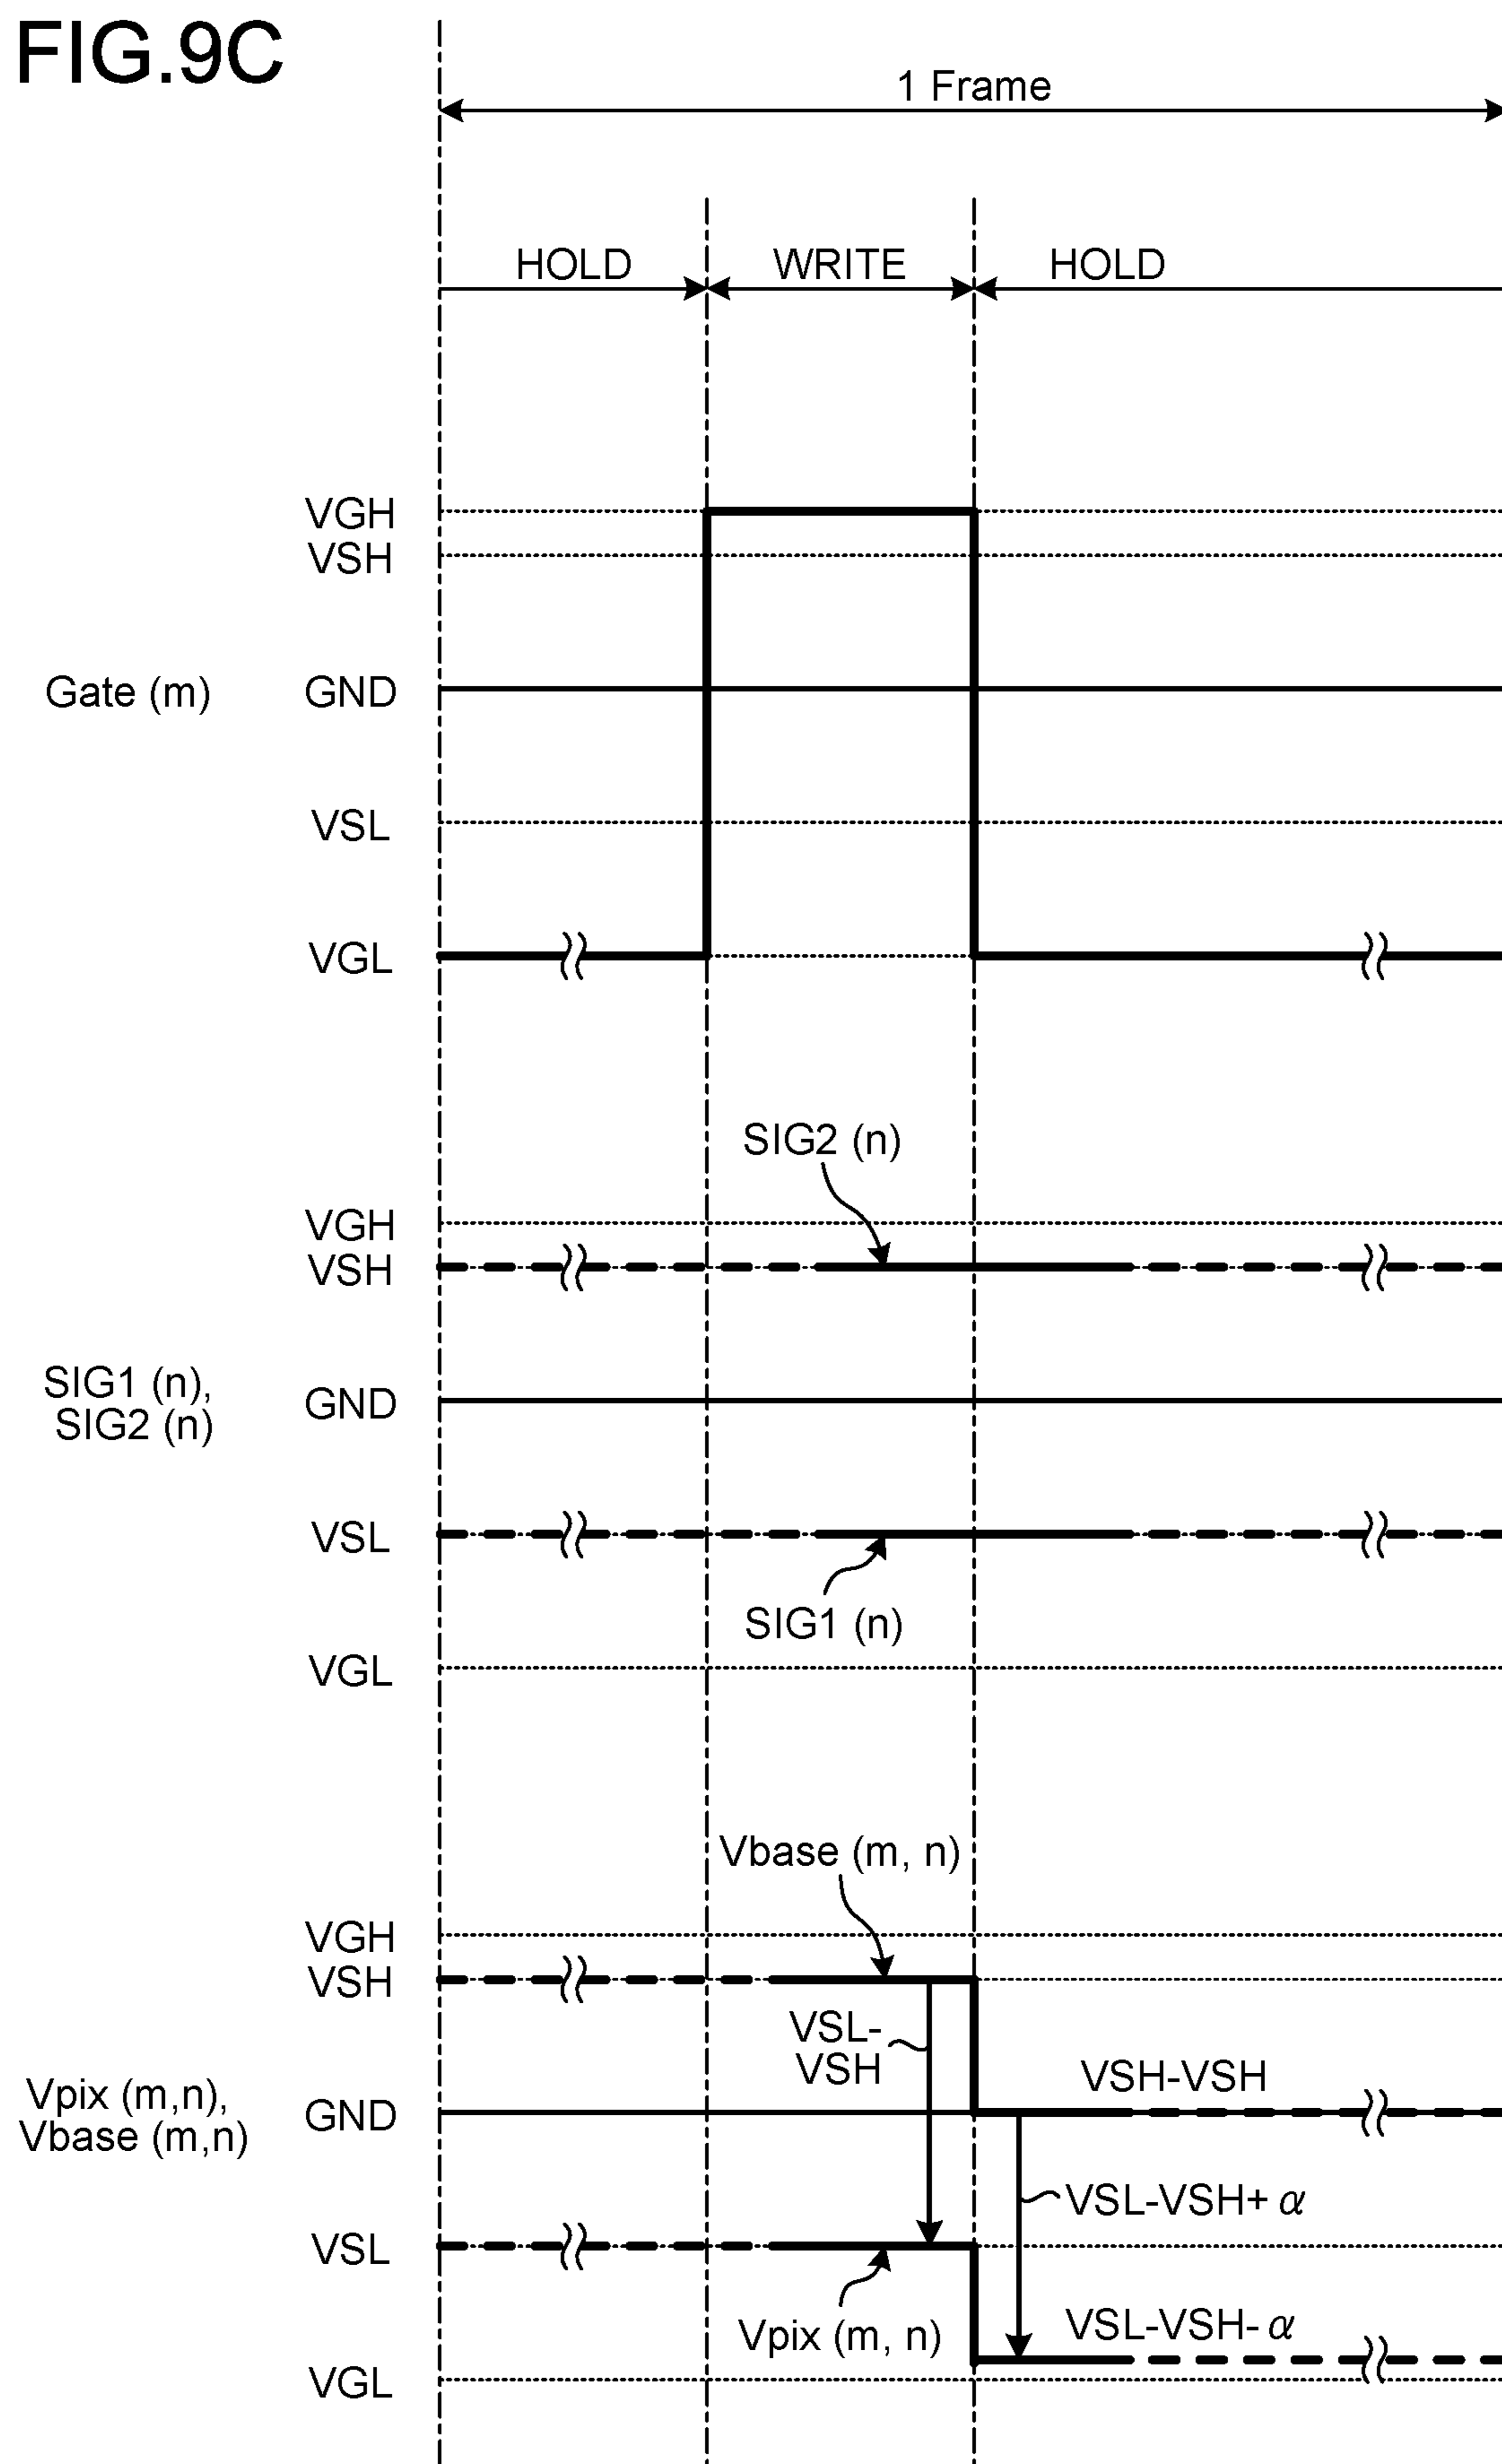 FIG.9C
1 Frame
HOLD
WRITE
HOLD
VGH
VSH
Gate (m)
GND
VSL
VGL
SIG2 (n)
VGH
VSH
SIG1 (n),
SIG2 (n)
GND
VSL
SIG1 (n)
VGL
Vbase (m, n)
VGH
VSH
VSL-
VSH
VSH-VSH
Vpix (m,n),
Vbase (m,n)
GND
VSL-VSH+α
VSL
Vpix (m, n)
VSL-VSH-α
VGL